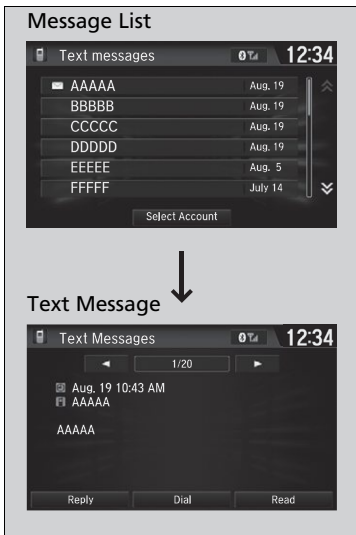 Message List
Text messages 12:34
AAAAA Aug. 19
BBBBB Aug. 19
CCCCC Aug. 19
DDDDD Aug. 19
EEEEE Aug. 5
FFFFF July 14
Select Account
Text Message
Text Messages 12:34
1/20
Aug. 19 10:43 AM
AAAAA
AAAAA
Reply Dial Read